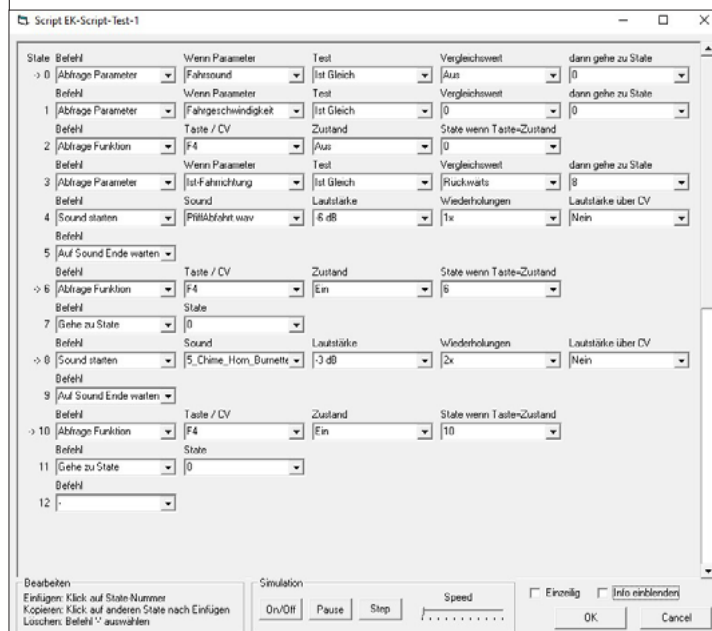 Script EK-Script-Test-1
State Befehl Wenn Parameter Test Vergleichswert dann gehe zu State
-> 0 Abfrage Parameter Fahrsound Ist Gleich Aus 0
Befehl Wenn Parameter Test Vergleichswert dann gehe zu State
1 Abfrage Parameter Fahrgeschwindigkeit Ist Gleich 0 0
Befehl Taste / CV Zustand State wenn Taste=Zustand
2 Abfrage Funktion F4 Aus 0
Befehl Wenn Parameter Test Vergleichswert dann gehe zu State
3 Abfrage Parameter Ist-Fahrrichtung Ist Gleich Rückwärts 8
Befehl Sound Lautstärke Wiederholungen Lautstärke über CV
4 Sound starten PfiffAbfahrt.wav -6 dB 1x Nein
Befehl
5 Auf Sound Ende warten
Befehl Taste / CV Zustand State wenn Taste=Zustand
-> 6 Abfrage Funktion F4 Ein 6
Befehl State
7 Gehe zu State 0
Befehl Sound Lautstärke Wiederholungen Lautstärke über CV
-> 8 Sound starten 5_Chime_Horn_Burnette -3 dB 2x Nein
Befehl
9 Auf Sound Ende warten
Befehl Taste / CV Zustand State wenn Taste=Zustand
-> 10 Abfrage Funktion F4 Ein 10
Befehl State
11 Gehe zu State 0
Befehl
12 -
Bearbeiten
Einfügen: Klick auf State-Nummer
Kopieren: Klick auf anderen State nach Einfügen
Löschen: Befehl '-' auswählen
Simulation
On/Off Pause Step Speed
Einzeilig Info einblenden
OK Cancel